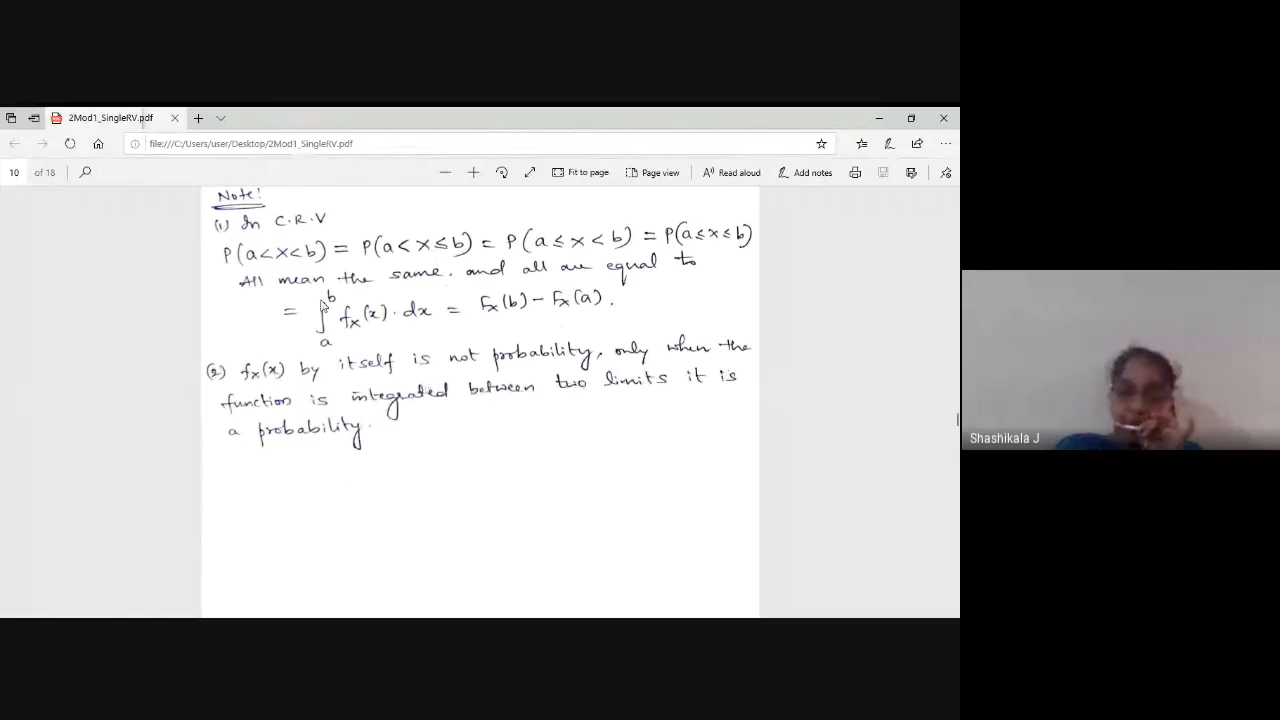 2Mod1_SingleRV.pdf
file:///C:/Users/user/Desktop/2Mod1_SingleRV.pdf
10 of 18
Fit to page
Page view
Read aloud
Add notes
Note!
(1) In C.R.V
P(a<X<b) = P(a<X≤b) = P(a≤X<b) = P(a≤X≤b)
All mean the same. and all are equal to
= ∫ₐᵇ fₓ(x). dx = Fₓ(b) - Fₓ(a).
(2) fₓ(x) by itself is not probability, only when the
function is integrated between two limits it is
a probability.
Shashikala J